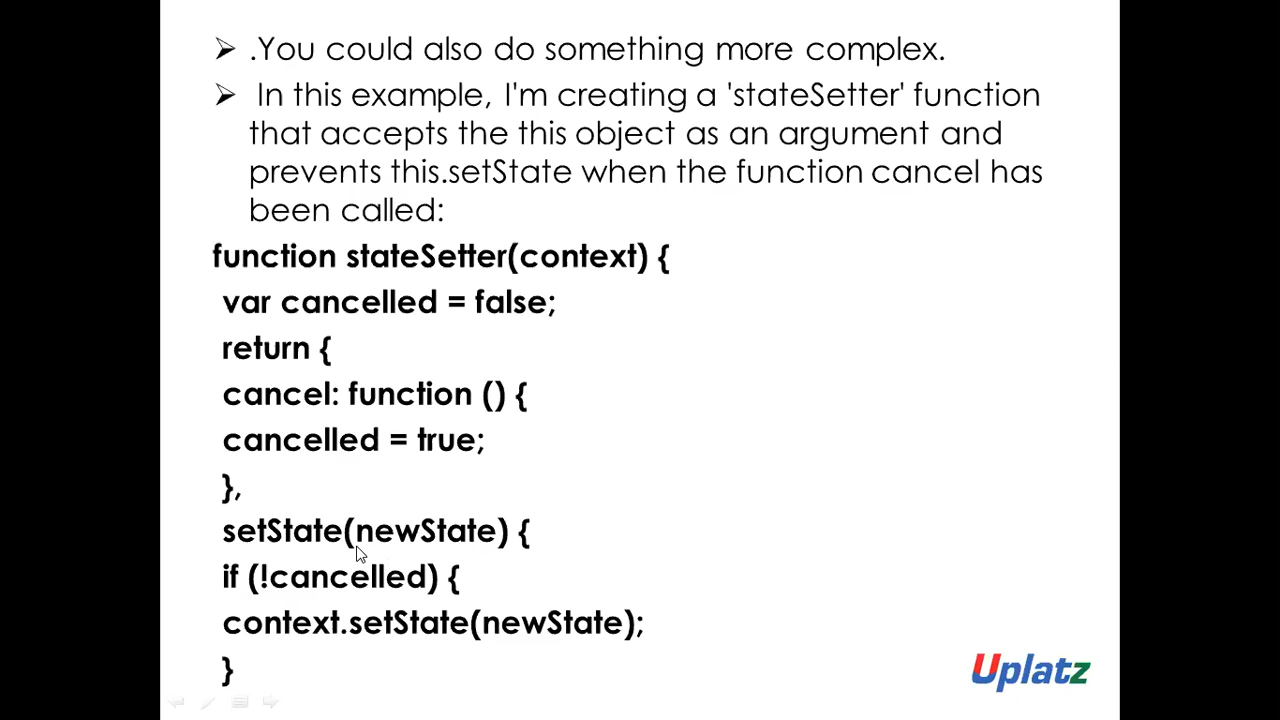 ➢ .You could also do something more complex.
➢ In this example, I'm creating a 'stateSetter' function
that accepts the this object as an argument and
prevents this.setState when the function cancel has
been called:
function stateSetter(context) {
var cancelled = false;
return {
cancel: function () {
cancelled = true;
},
setState(newState) {
if (!cancelled) {
context.setState(newState);
}
Uplatz